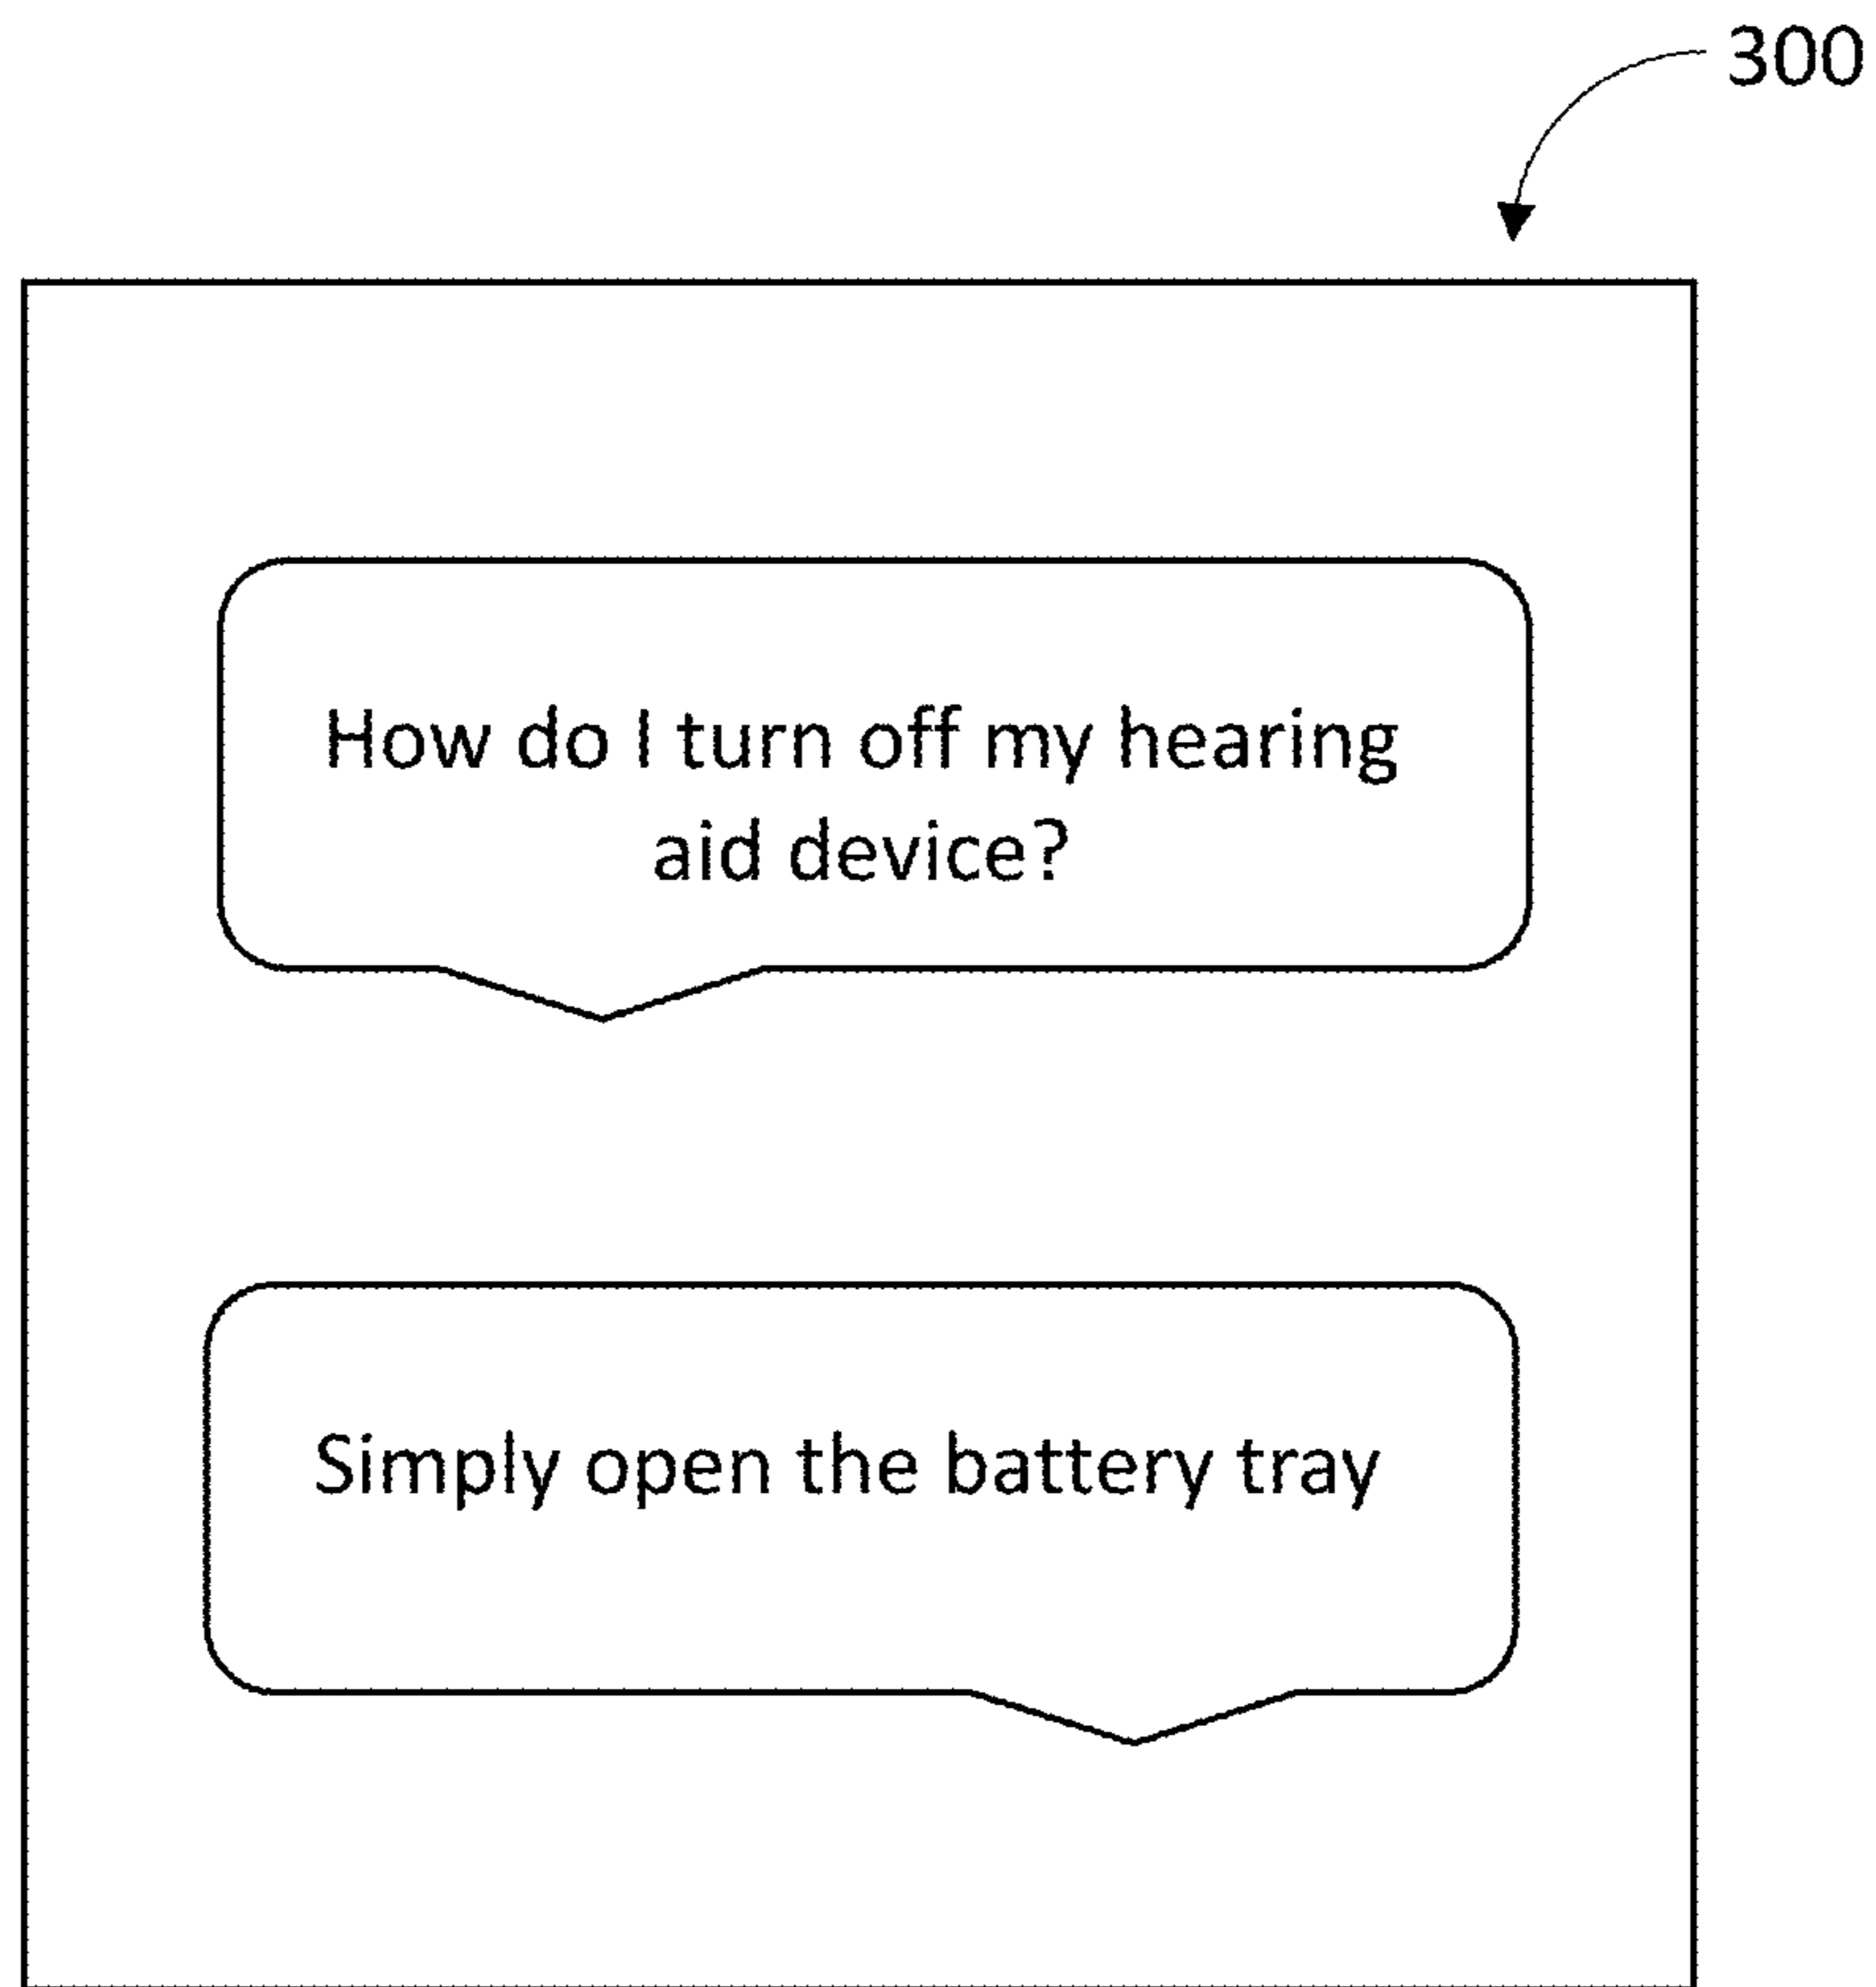 300
How do I turn off my hearing
aid device?
Simply open the battery tray